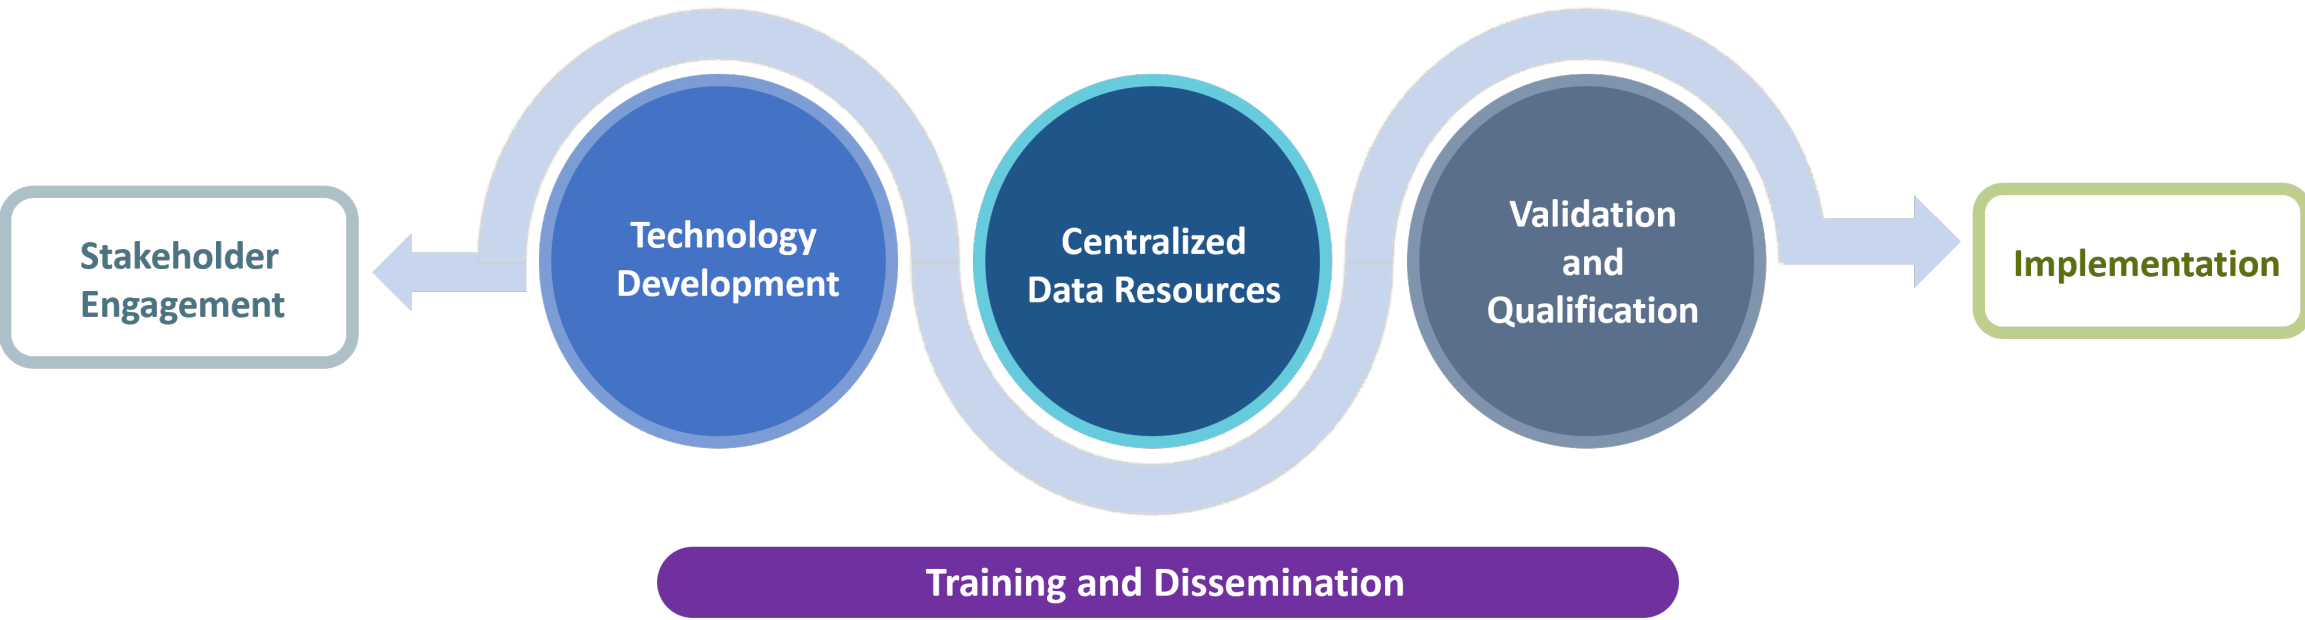 Stakeholder
Engagement
Technology
Development
Centralized
Data Resources
Validation
and
Qualification
Implementation
Training and Dissemination